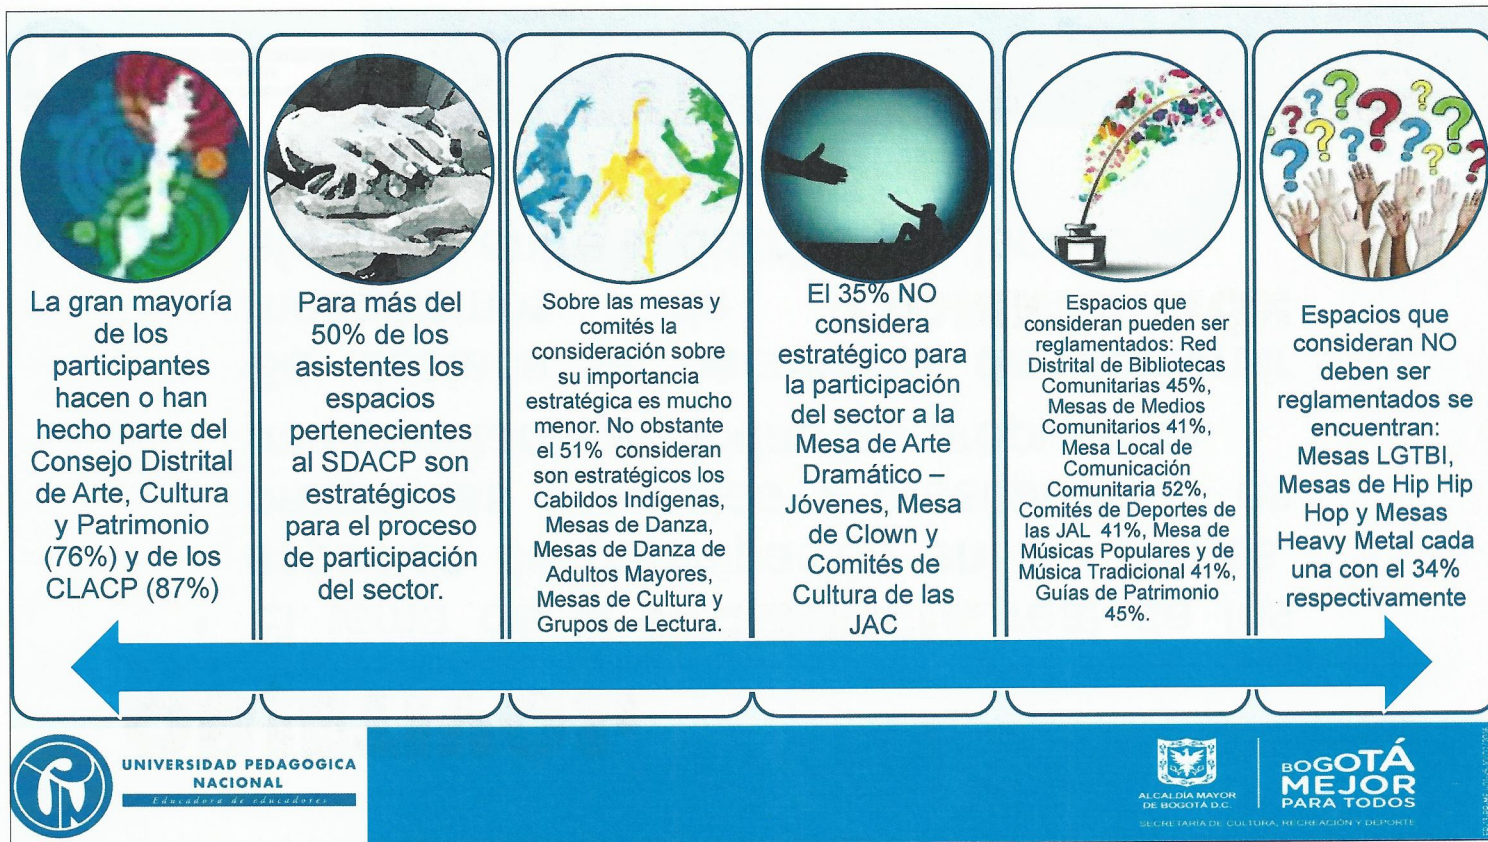 La gran mayoría
de los
participantes
hacen o han
hecho parte del
Consejo Distrital
de Arte, Cultura
y Patrimonio
(76%) y de los
CLACP (87%)
Para más del
50% de los
asistentes los
espacios
pertenecientes
al SDACP son
estratégicos
para el proceso
de participación
del sector.
Sobre las mesas y
comités la
consideración sobre
su importancia
estratégica es mucho
menor. No obstante
el 51% consideran
son estratégicos los
Cabildos Indígenas,
Mesas de Danza,
Mesas de Danza de
Adultos Mayores,
Mesas de Cultura y
Grupos de Lectura.
El 35% NO
considera
estratégico para
la participación
del sector a la
Mesa de Arte
Dramático –
Jóvenes, Mesa
de Clown y
Comités de
Cultura de las
JAC
Espacios que
consideran pueden ser
reglamentados: Red
Distrital de Bibliotecas
Comunitarias 45%,
Mesas de Medios
Comunitarios 41%,
Mesa Local de
Comunicación
Comunitaria 52%,
Comités de Deportes de
las JAL 41%, Mesa de
Músicas Populares y de
Música Tradicional 41%,
Guías de Patrimonio
45%.
Espacios que
consideran NO
deben ser
reglamentados se
encuentran:
Mesas LGTBI,
Mesas de Hip Hip
Hop y Mesas
Heavy Metal cada
una con el 34%
respectivamente
UNIVERSIDAD PEDAGOGICA
NACIONAL
Educadora de educadores
ALCALDÍA MAYOR
DE BOGOTÁ D.C.
SECRETARÍA DE CULTURA, RECREACIÓN Y DEPORTE
BOGOTÁ
MEJOR
PARA TODOS